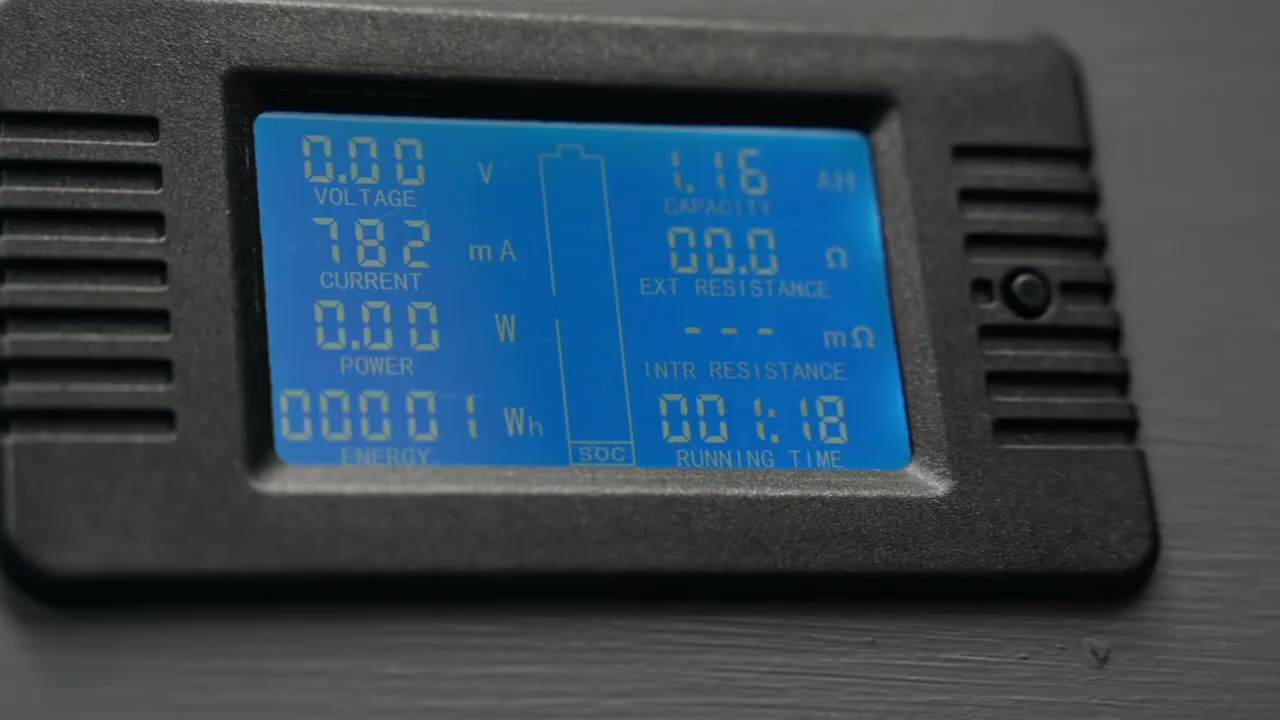 0.00 V
VOLTAGE
782 mA
CURRENT
0.00 W
POWER
00001 Wh
ENERGY
SOC
1.16 AH
CAPACITY
00.0 Ω
EXT RESISTANCE
--- mΩ
INTR RESISTANCE
001:18
RUNNING TIME